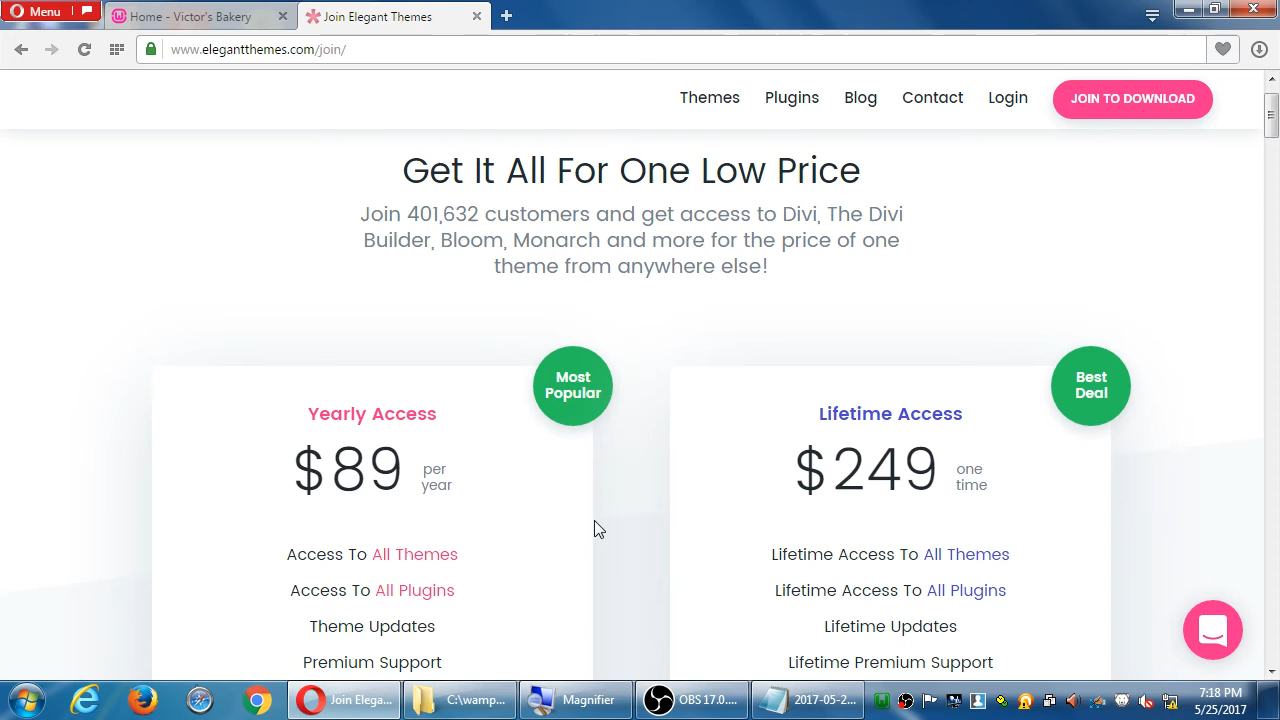 Menu
Home - Victor's Bakery
Join Elegant Themes
www.elegantthemes.com/join/
Themes
Plugins
Blog
Contact
Login
JOIN TO DOWNLOAD
Get It All For One Low Price
Join 401,632 customers and get access to Divi, The Divi
Builder, Bloom, Monarch and more for the price of one
theme from anywhere else!
Most
Popular
Yearly Access
$89 per
year
Access To All Themes
Access To All Plugins
Theme Updates
Premium Support
Best
Deal
Lifetime Access
$249 one
time
Lifetime Access To All Themes
Lifetime Access To All Plugins
Lifetime Updates
Lifetime Premium Support
Join Elega...
C:\wamp...
Magnifier
OBS 17.0....
2017-05-2...
7:18 PM
5/25/2017